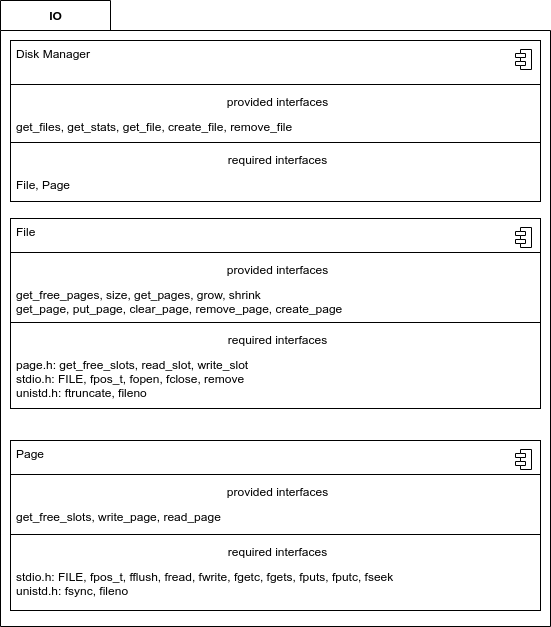 IO
Disk Manager
provided interfaces
get_files, get_stats, get_file, create_file, remove_file
required interfaces
File, Page
File
provided interfaces
get_free_pages, size, get_pages, grow, shrink
get_page, put_page, clear_page, remove_page, create_page
required interfaces
page.h: get_free_slots, read_slot, write_slot
stdio.h: FILE, fpos_t, fopen, fclose, remove
unistd.h: ftruncate, fileno
Page
provided interfaces
get_free_slots, write_page, read_page
required interfaces
stdio.h: FILE, fpos_t, fflush, fread, fwrite, fgetc, fgets, fputs, fputc, fseek
unistd.h: fsync, fileno